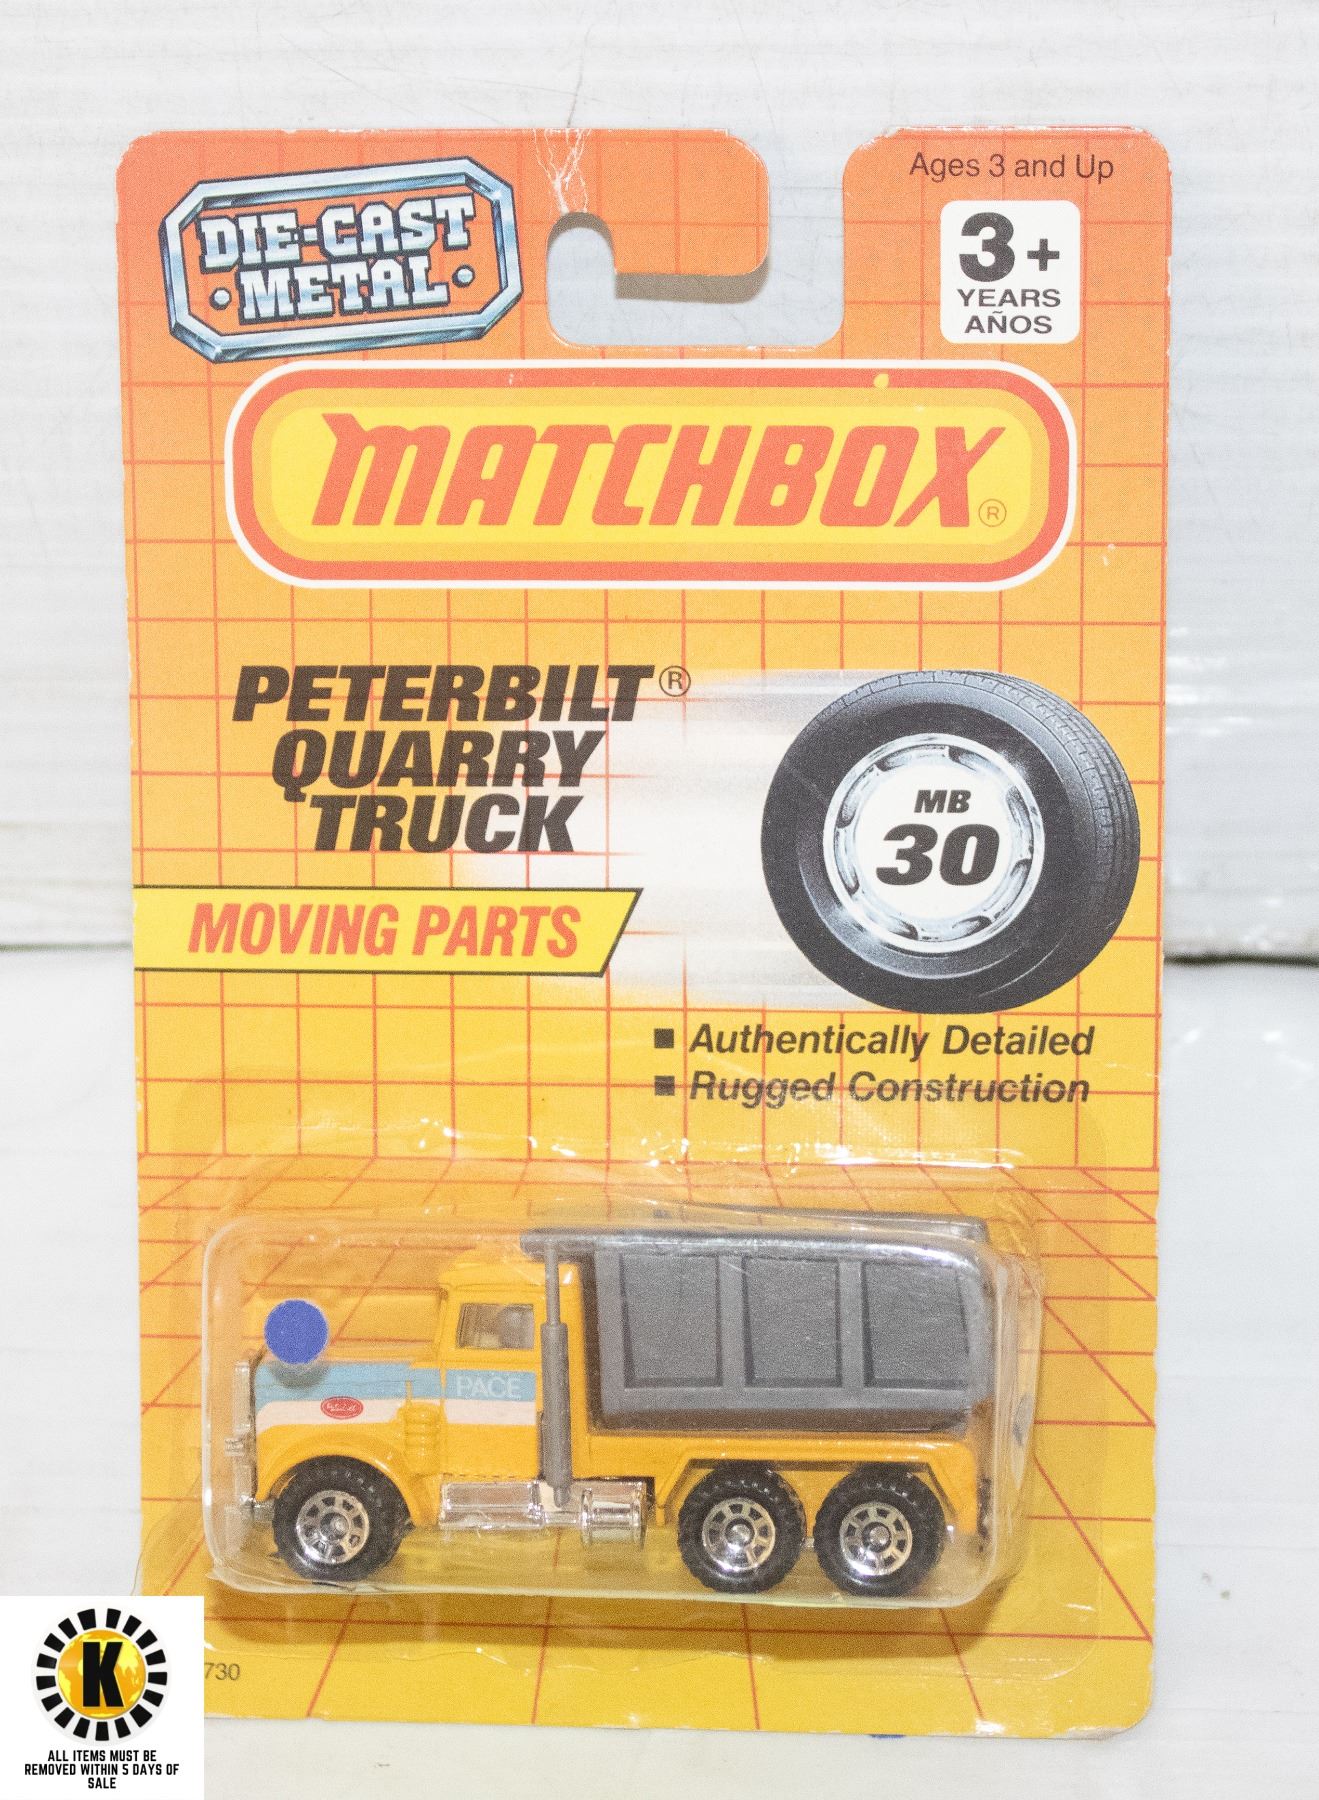 DIE-CAST
• METAL •
Ages 3 and Up
3+
YEARS
AÑOS
MATCHBOX®
PETERBILT®
QUARRY
TRUCK
MB
30
MOVING PARTS
■ Authentically Detailed
■ Rugged Construction
PACE
730
K
ALL ITEMS MUST BE
REMOVED WITHIN 5 DAYS OF
SALE